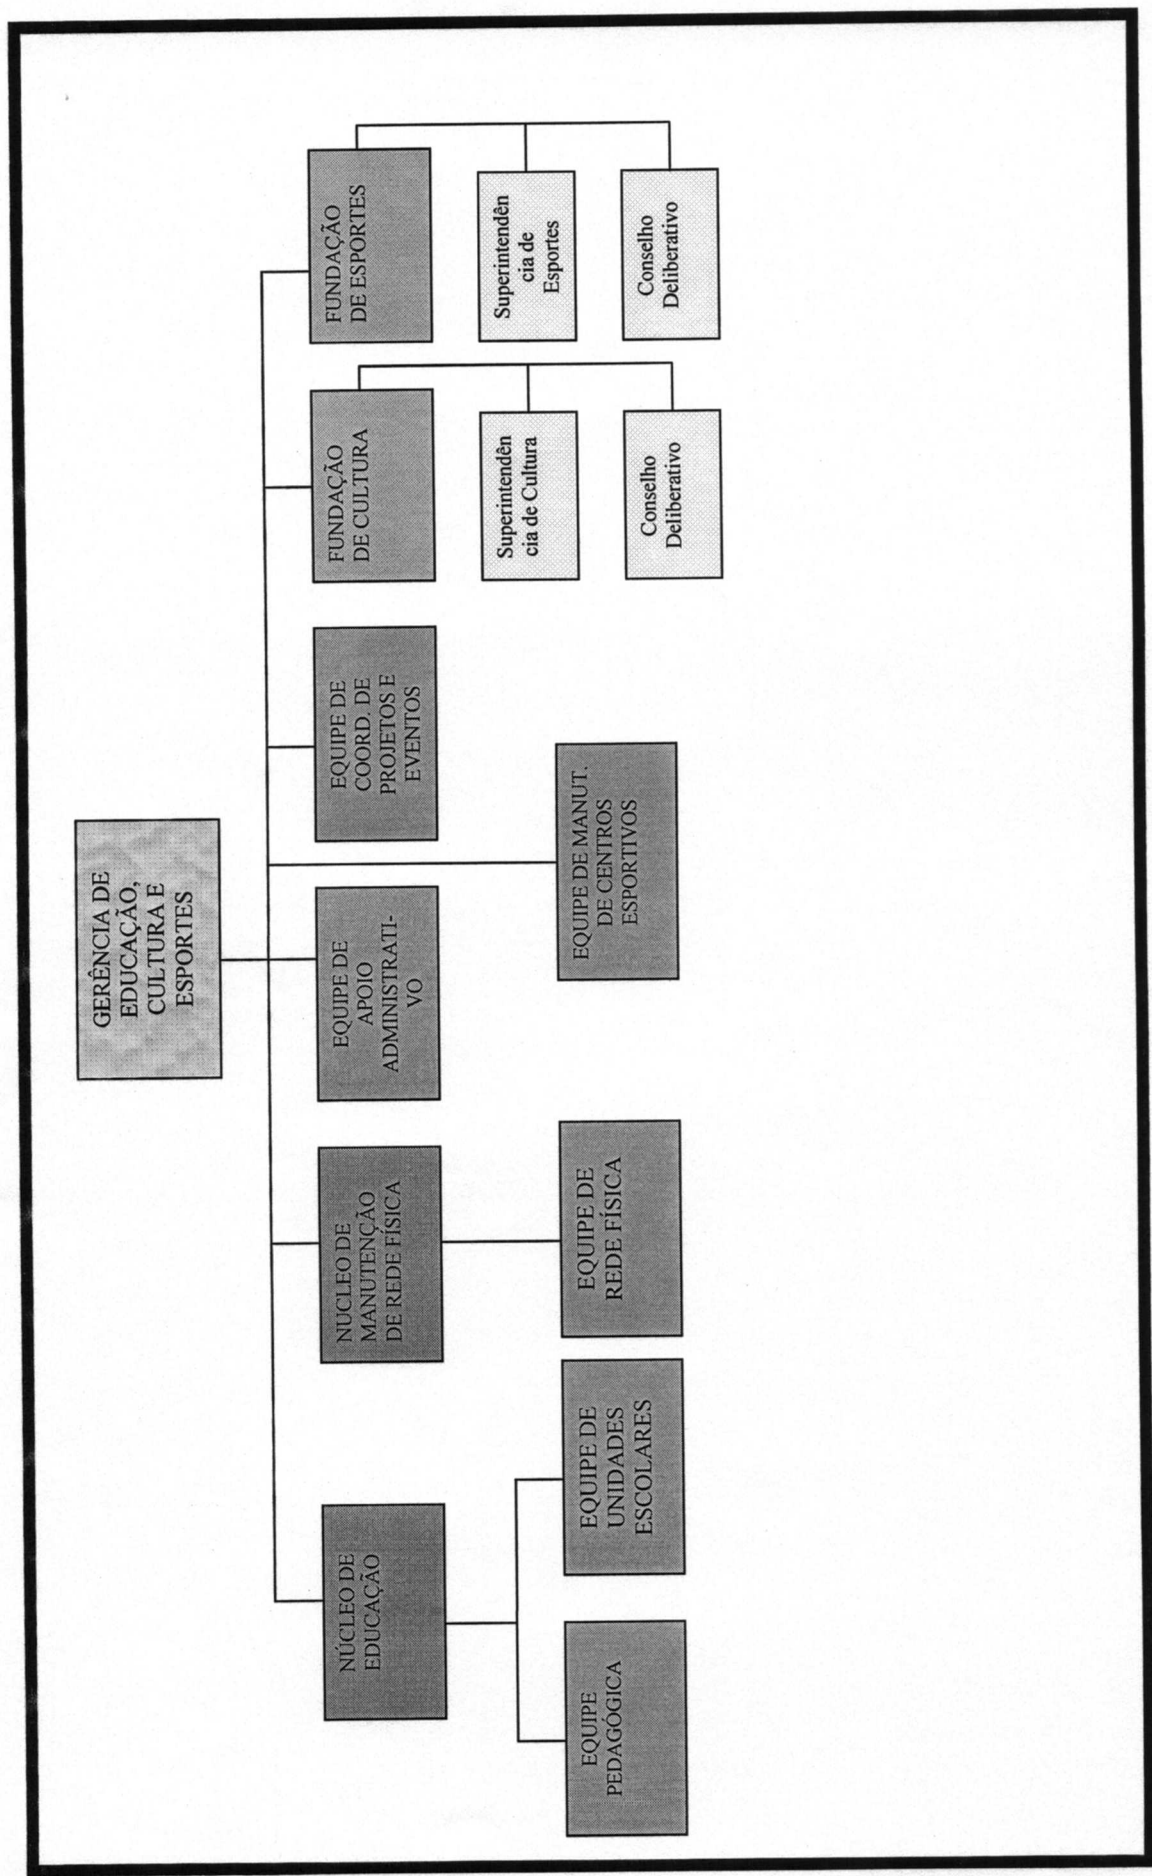 GERÊNCIA DE
EDUCAÇÃO,
CULTURA E
ESPORTES
NÚCLEO DE
EDUCAÇÃO
NUCLEO DE
MANUTENÇÃO
DE REDE FÍSICA
EQUIPE DE
APOIO
ADMINISTRATI-
VO
EQUIPE DE
COORD. DE
PROJETOS E
EVENTOS
FUNDAÇÃO
DE CULTURA
FUNDAÇÃO
DE ESPORTES
Superintendên
cia de Cultura
Superintendên
cia de
Esportes
EQUIPE
PEDAGÓGICA
EQUIPE DE
UNIDADES
ESCOLARES
EQUIPE DE
REDE FÍSICA
EQUIPE DE MANUT.
DE CENTROS
ESPORTIVOS
Conselho
Deliberativo
Conselho
Deliberativo